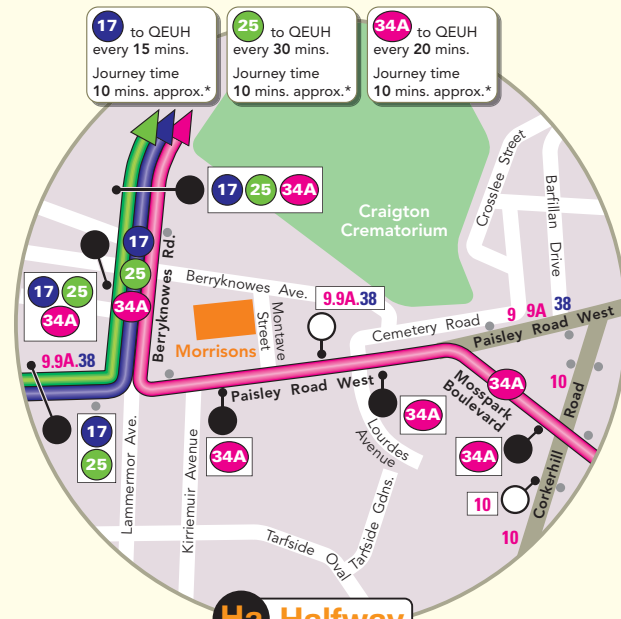 17 to QEUH
every 15 mins.
Journey time
10 mins. approx.*
25 to QEUH
every 30 mins.
Journey time
10 mins. approx.*
34A to QEUH
every 20 mins.
Journey time
10 mins. approx.*
17 25 34A
Craigton
Crematorium
Crosslee Street
Barfillan Drive
17
25
34A
Berryknowes Rd.
17 25
34A
Berryknowes Ave.
9.9A.38
Morrisons
Montave
Street
Cemetery Road
9 9A 38
Paisley Road West
9.9A.38
Paisley Road West
34A
Mosspark
Boulevard
10
17
25
34A
34A
34A
Lourdes
Avenue
Corkerhill Road
10
10
Lammermor Ave.
Kirriemuir Avenue
Tarfside Oval
Tarfside Gdns.
Ha Halfway